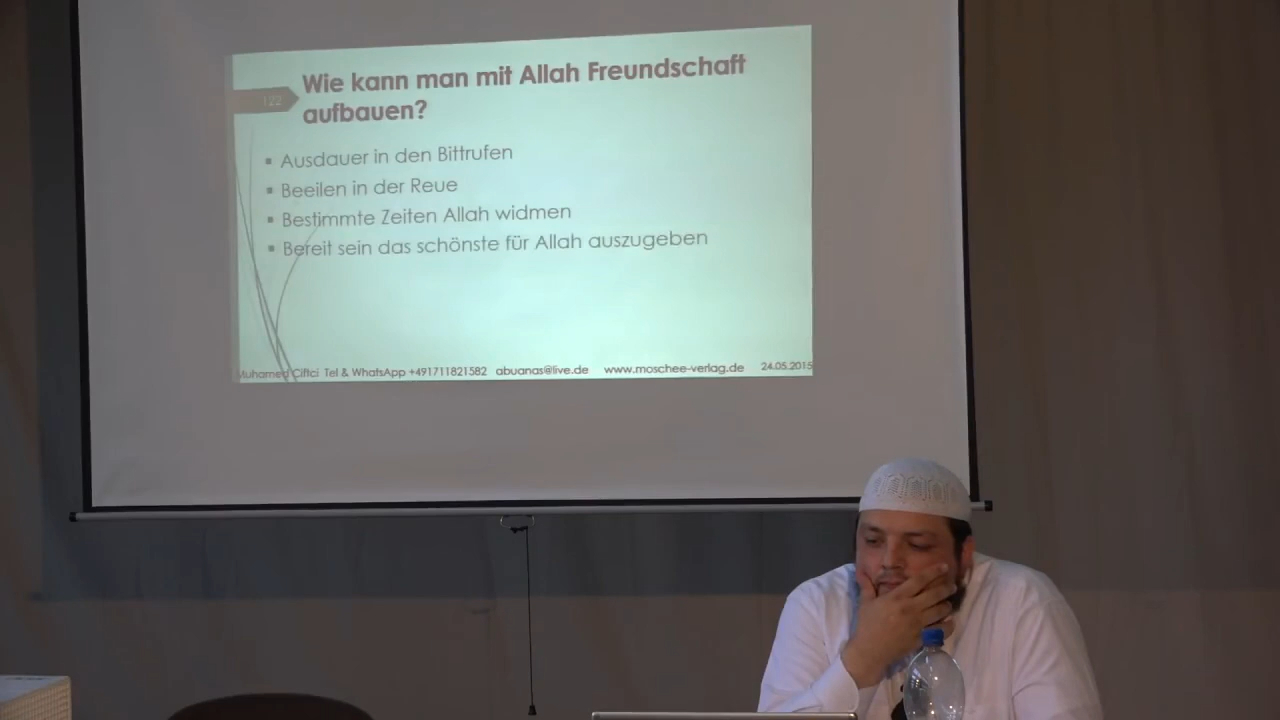 122
Wie kann man mit Allah Freundschaft
aufbauen?
▪ Ausdauer in den Bittrufen
▪ Beeilen in der Reue
▪ Bestimmte Zeiten Allah widmen
▪ Bereit sein das schönste für Allah auszugeben
Muhamed Ciftci Tel & WhatsApp +491711821582 abuanas@live.de www.moschee-verlag.de 24.05.2015